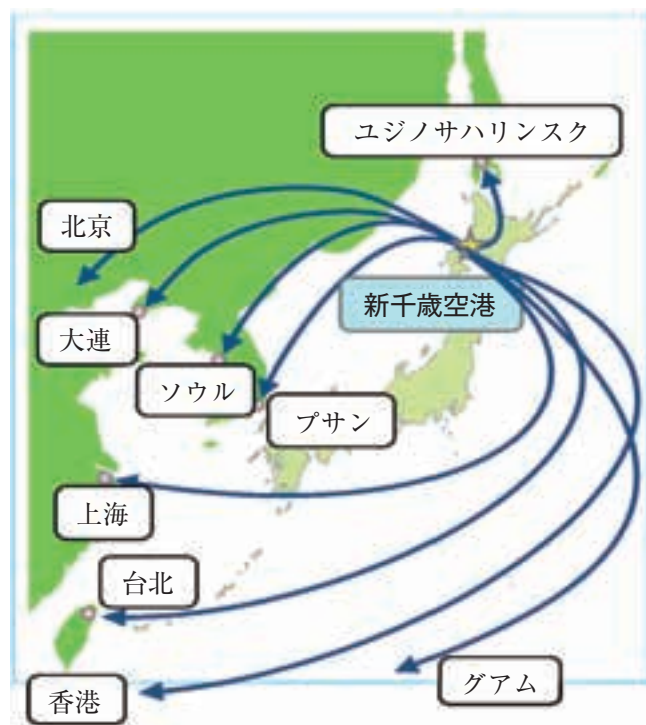 ユジノサハリンスク
北京
新千歳空港
大連
ソウル
プサン
上海
台北
グアム
香港